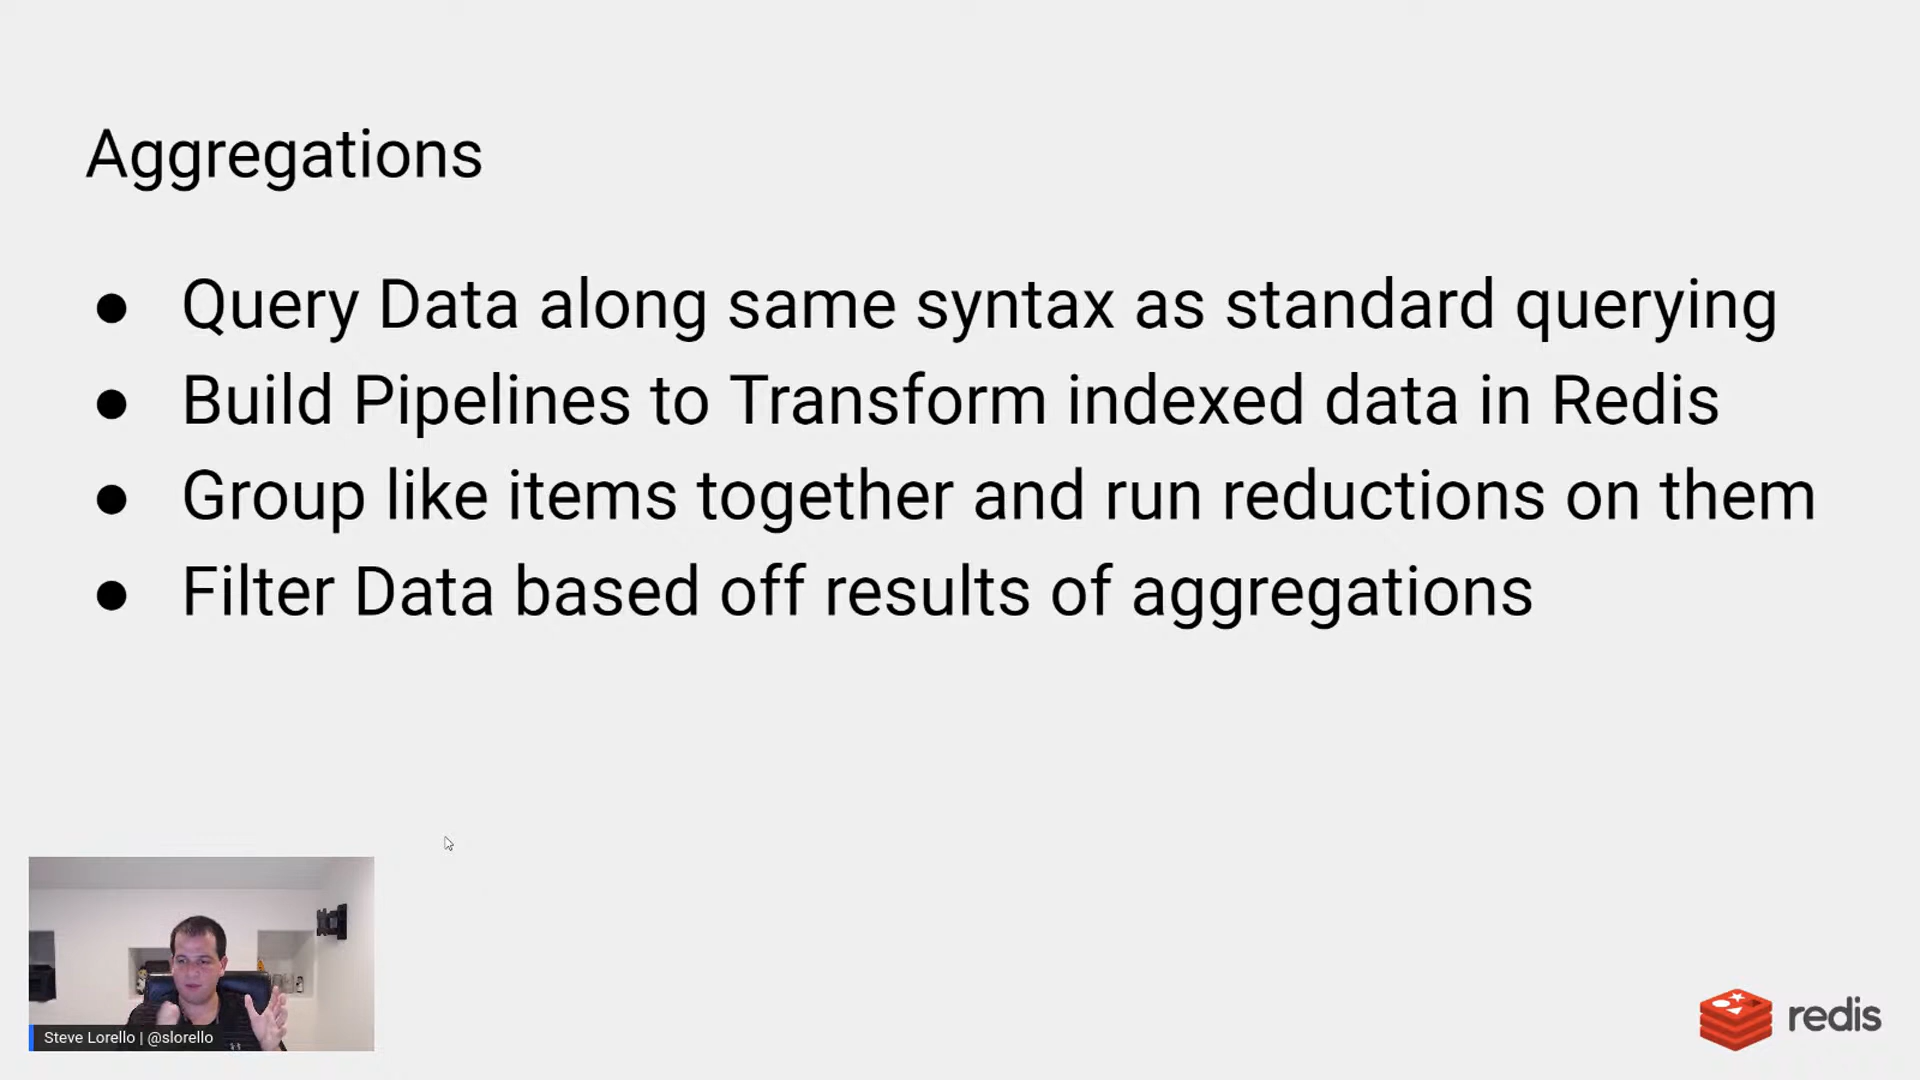 Aggregations
● Query Data along same syntax as standard querying
● Build Pipelines to Transform indexed data in Redis
● Group like items together and run reductions on them
● Filter Data based off results of aggregations
Steve Lorello | @slorello
redis